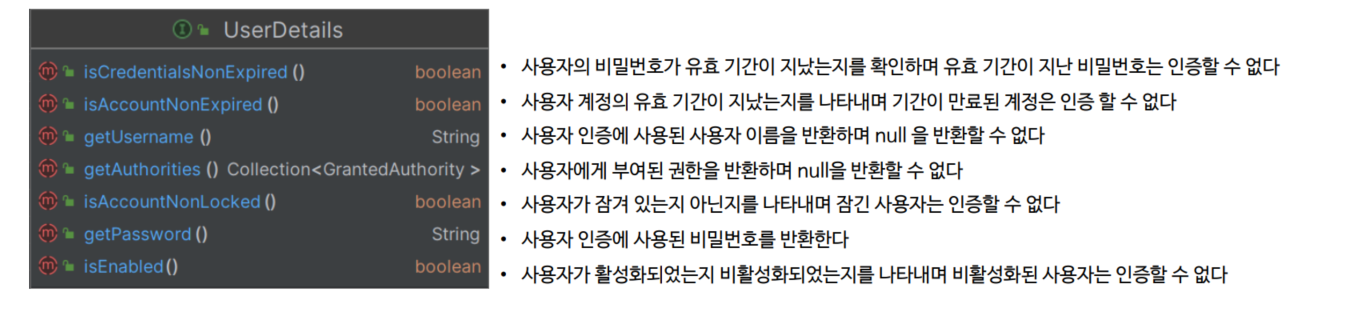 UserDetails
isCredentialsNonExpired () boolean
isAccountNonExpired () boolean
getUsername () String
getAuthorities () Collection<GrantedAuthority >
isAccountNonLocked () boolean
getPassword () String
isEnabled () boolean
• 사용자의 비밀번호가 유효 기간이 지났는지를 확인하며 유효 기간이 지난 비밀번호는 인증할 수 없다
• 사용자 계정의 유효 기간이 지났는지를 나타내며 기간이 만료된 계정은 인증 할 수 없다
• 사용자 인증에 사용된 사용자 이름을 반환하며 null 을 반환할 수 없다
• 사용자에게 부여된 권한을 반환하며 null을 반환할 수 없다
• 사용자가 잠겨 있는지 아닌지를 나타내며 잠긴 사용자는 인증할 수 없다
• 사용자 인증에 사용된 비밀번호를 반환한다
• 사용자가 활성화되었는지 비활성화되었는지를 나타내며 비활성화된 사용자는 인증할 수 없다